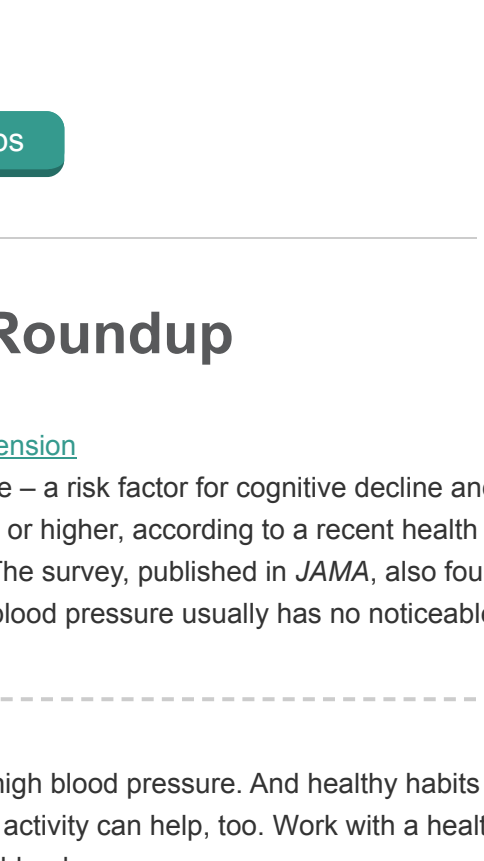 ps
Roundup
ension
e – a risk factor for cognitive decline an
or higher, according to a recent health
The survey, published in JAMA, also fou
blood pressure usually has no noticeabl
high blood pressure. And healthy habits
activity can help, too. Work with a healt